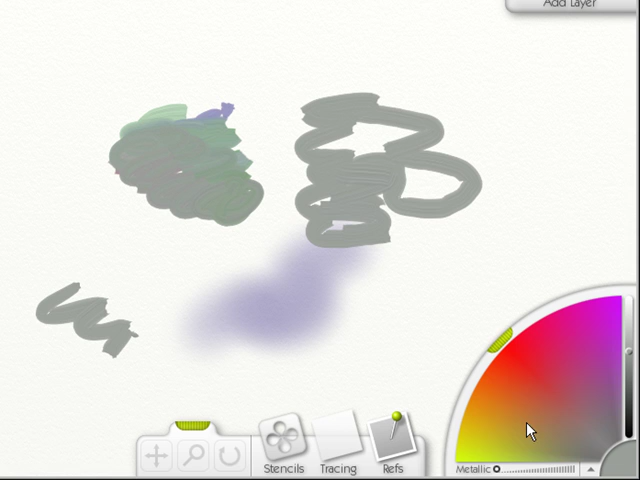 Add Layer
Stencils Tracing Refs
Metallic